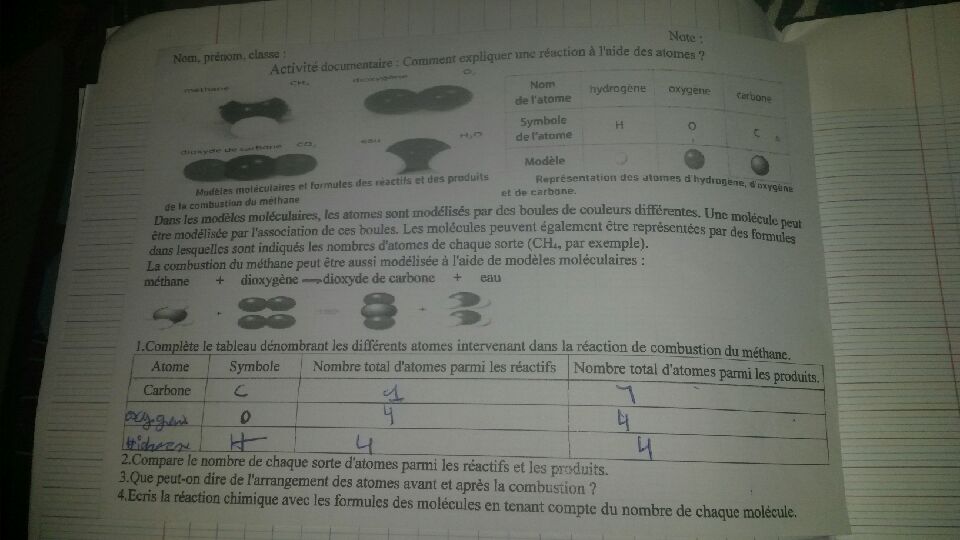 Note :
Nom, prénom, classe :
Activité documentaire : Comment expliquer une réaction à l'aide des atomes ?
méthane CH₄ dioxygène O₂
dioxyde de carbone CO₂ eau H₂O
Modèles moléculaires et formules des réactifs et des produits
de la combustion du méthane
Nom de l'atome hydrogène oxygène carbone
Symbole de l'atome H O C
Modèle
Représentation des atomes d'hydrogène, d'oxygène
et de carbone.
Dans les modèles moléculaires, les atomes sont modélisés par des boules de couleurs différentes. Une molécule peut
être modélisée par l'association de ces boules. Les molécules peuvent également être représentées par des formules
dans lesquelles sont indiqués les nombres d'atomes de chaque sorte (CH₄, par exemple).
La combustion du méthane peut être aussi modélisée à l'aide de modèles moléculaires :
méthane + dioxygène → dioxyde de carbone + eau
+ +
1.Complète le tableau dénombrant les différents atomes intervenant dans la réaction de combustion du méthane.
Atome Symbole Nombre total d'atomes parmi les réactifs Nombre total d'atomes parmi les produits.
Carbone C 1 1
oxygène O 4 4
H 4 4
2.Compare le nombre de chaque sorte d'atomes parmi les réactifs et les produits.
3.Que peut-on dire de l'arrangement des atomes avant et après la combustion ?
4.Ecris la réaction chimique avec les formules des molécules en tenant compte du nombre de chaque molécule.